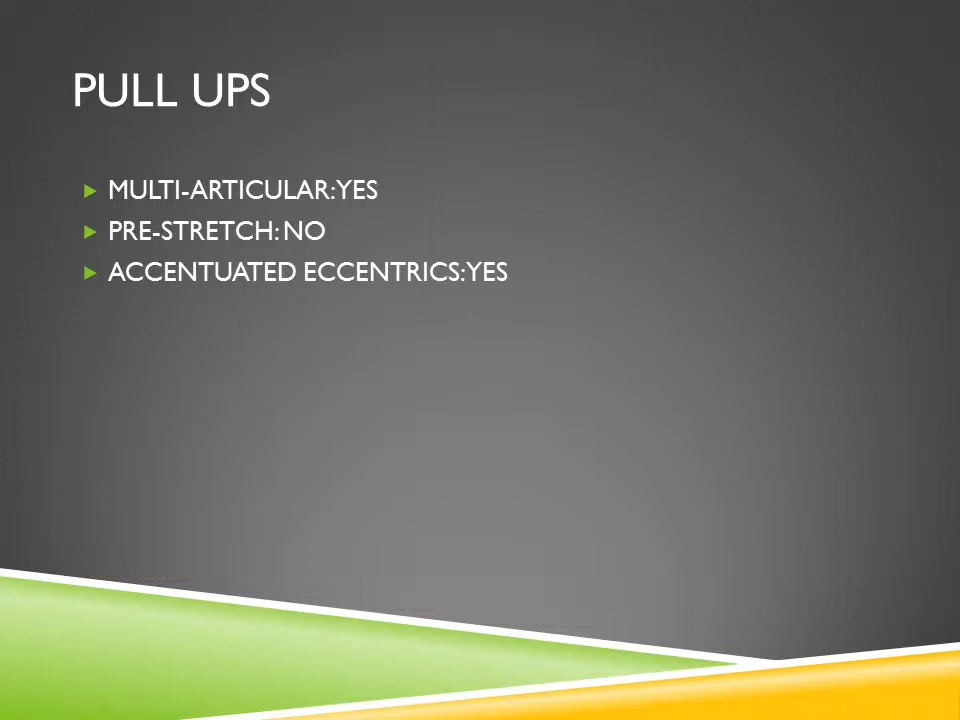 PULL UPS
MULTI-ARTICULAR: YES
PRE-STRETCH: NO
ACCENTUATED ECCENTRICS: YES